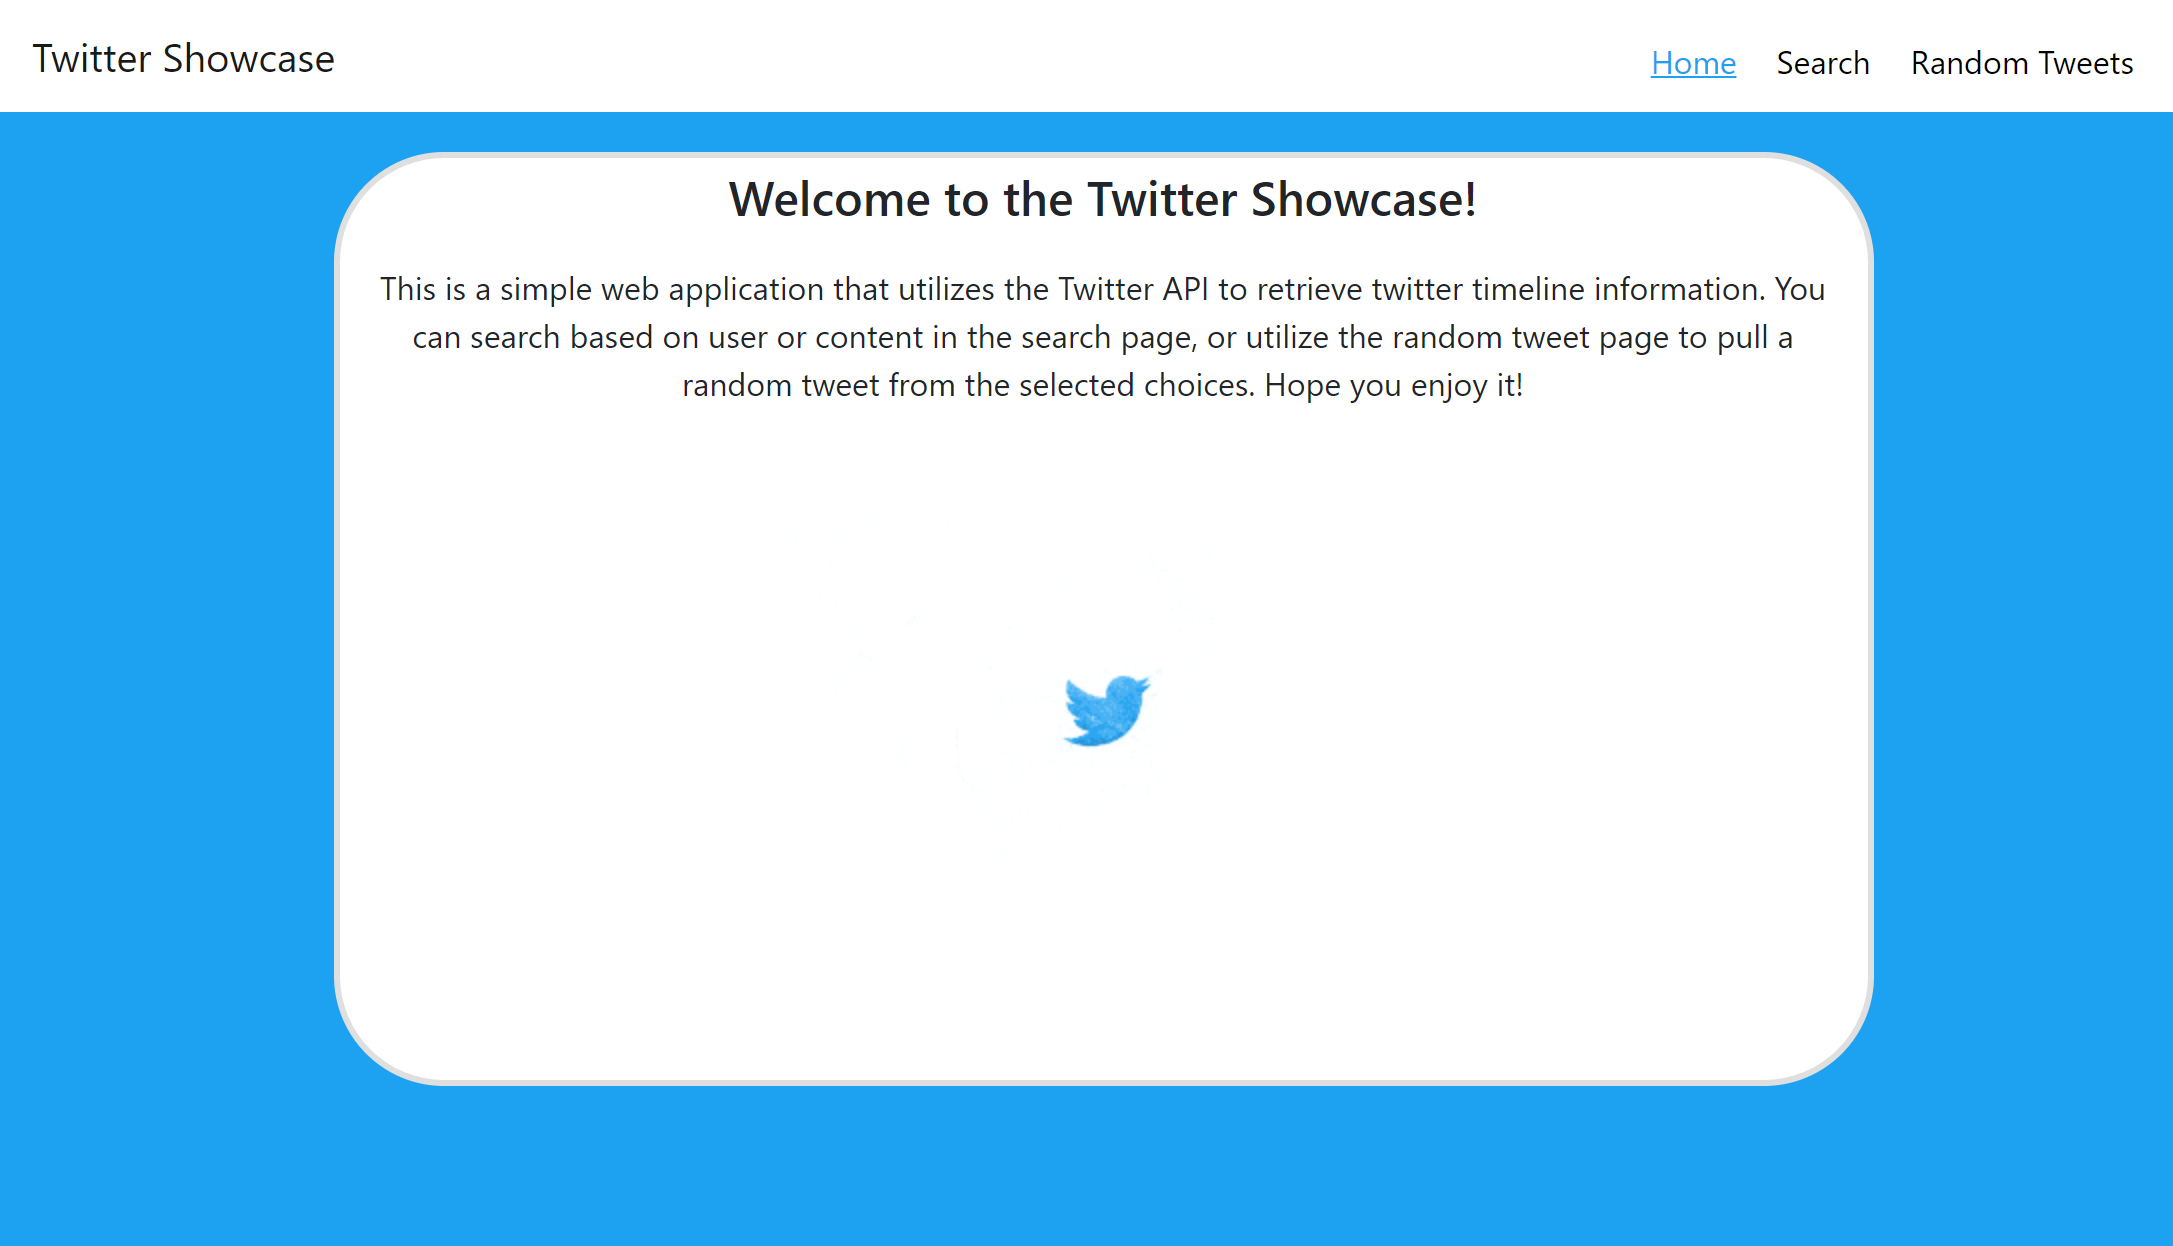 Twitter Showcase
Home Search Random Tweets
Welcome to the Twitter Showcase!
This is a simple web application that utilizes the Twitter API to retrieve twitter timeline information. You
can search based on user or content in the search page, or utilize the random tweet page to pull a
random tweet from the selected choices. Hope you enjoy it!